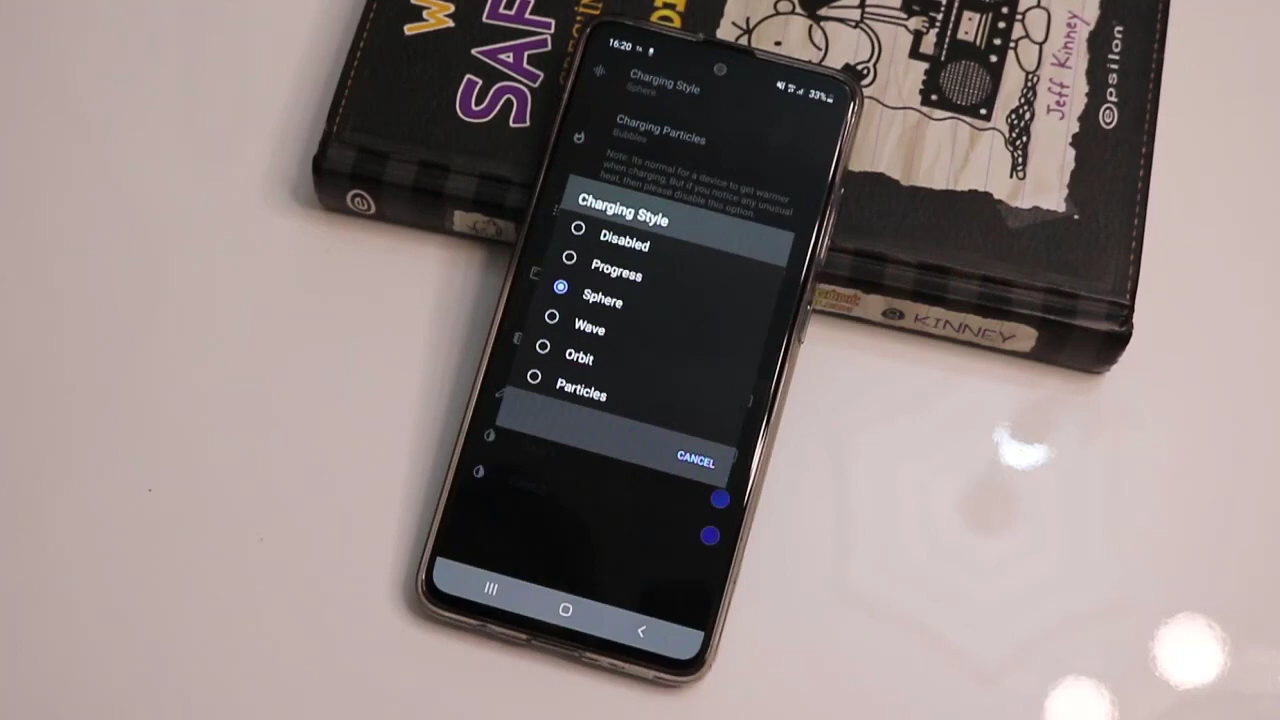 16:20
33%
Charging Style
Sphere
Charging Particles
Bubbles
Note: Its normal for a device to get warmer
when charging. But if you notice any unusual
heat, then please disable this option.
Charging Style
Disabled
Progress
Sphere
Wave
Orbit
Particles
CANCEL
Jeff Kinney
epsilon
e
KINNEY